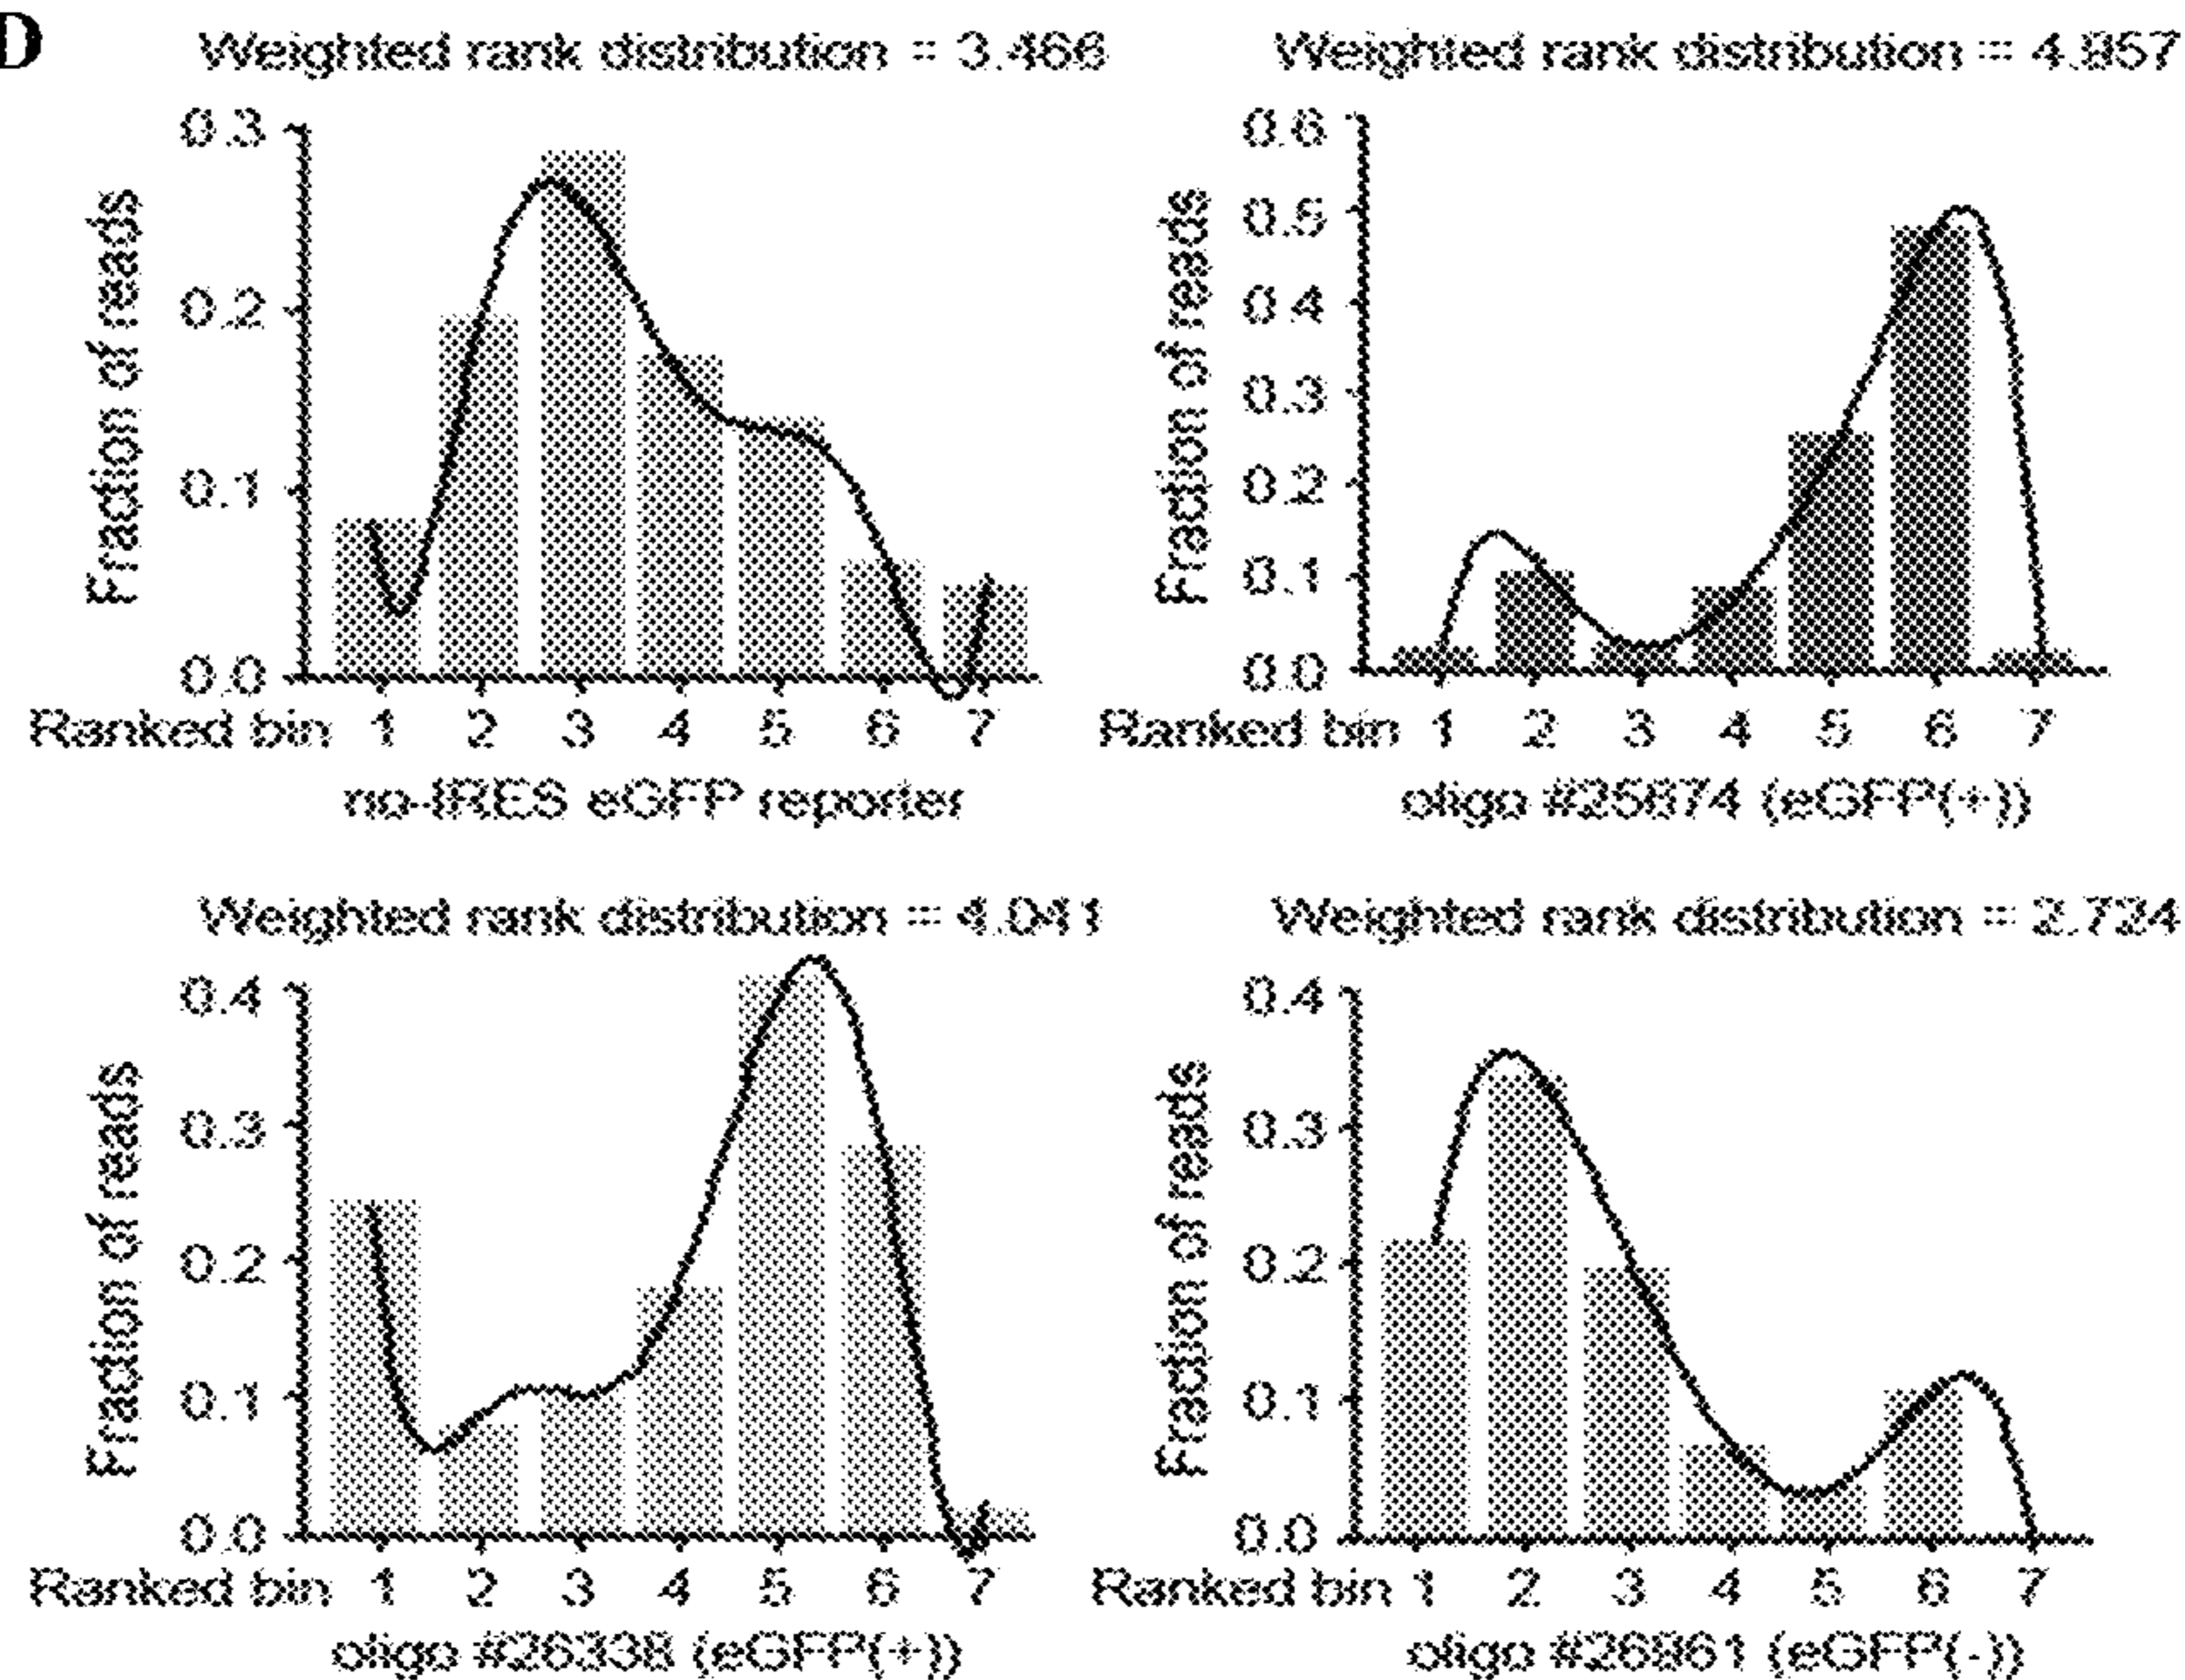 D
Weighted rank distribution = 3.466
Fraction of reads
0.3
0.2
0.1
0.0
Ranked bin 1 2 3 4 5 6 7
no-IRES eGFP reporter
Weighted rank distribution = 4.857
Fraction of reads
0.6
0.5
0.4
0.3
0.2
0.1
0.0
Ranked bin 1 2 3 4 5 6 7
oligo #25874 (eGFP(+))
Weighted rank distribution = 4.041
Fraction of reads
0.4
0.3
0.2
0.1
0.0
Ranked bin 1 2 3 4 5 6 7
oligo #26338 (eGFP(+))
Weighted rank distribution = 2.724
Fraction of reads
0.4
0.3
0.2
0.1
0.0
Ranked bin 1 2 3 4 5 6 7
oligo (eGFP(-))